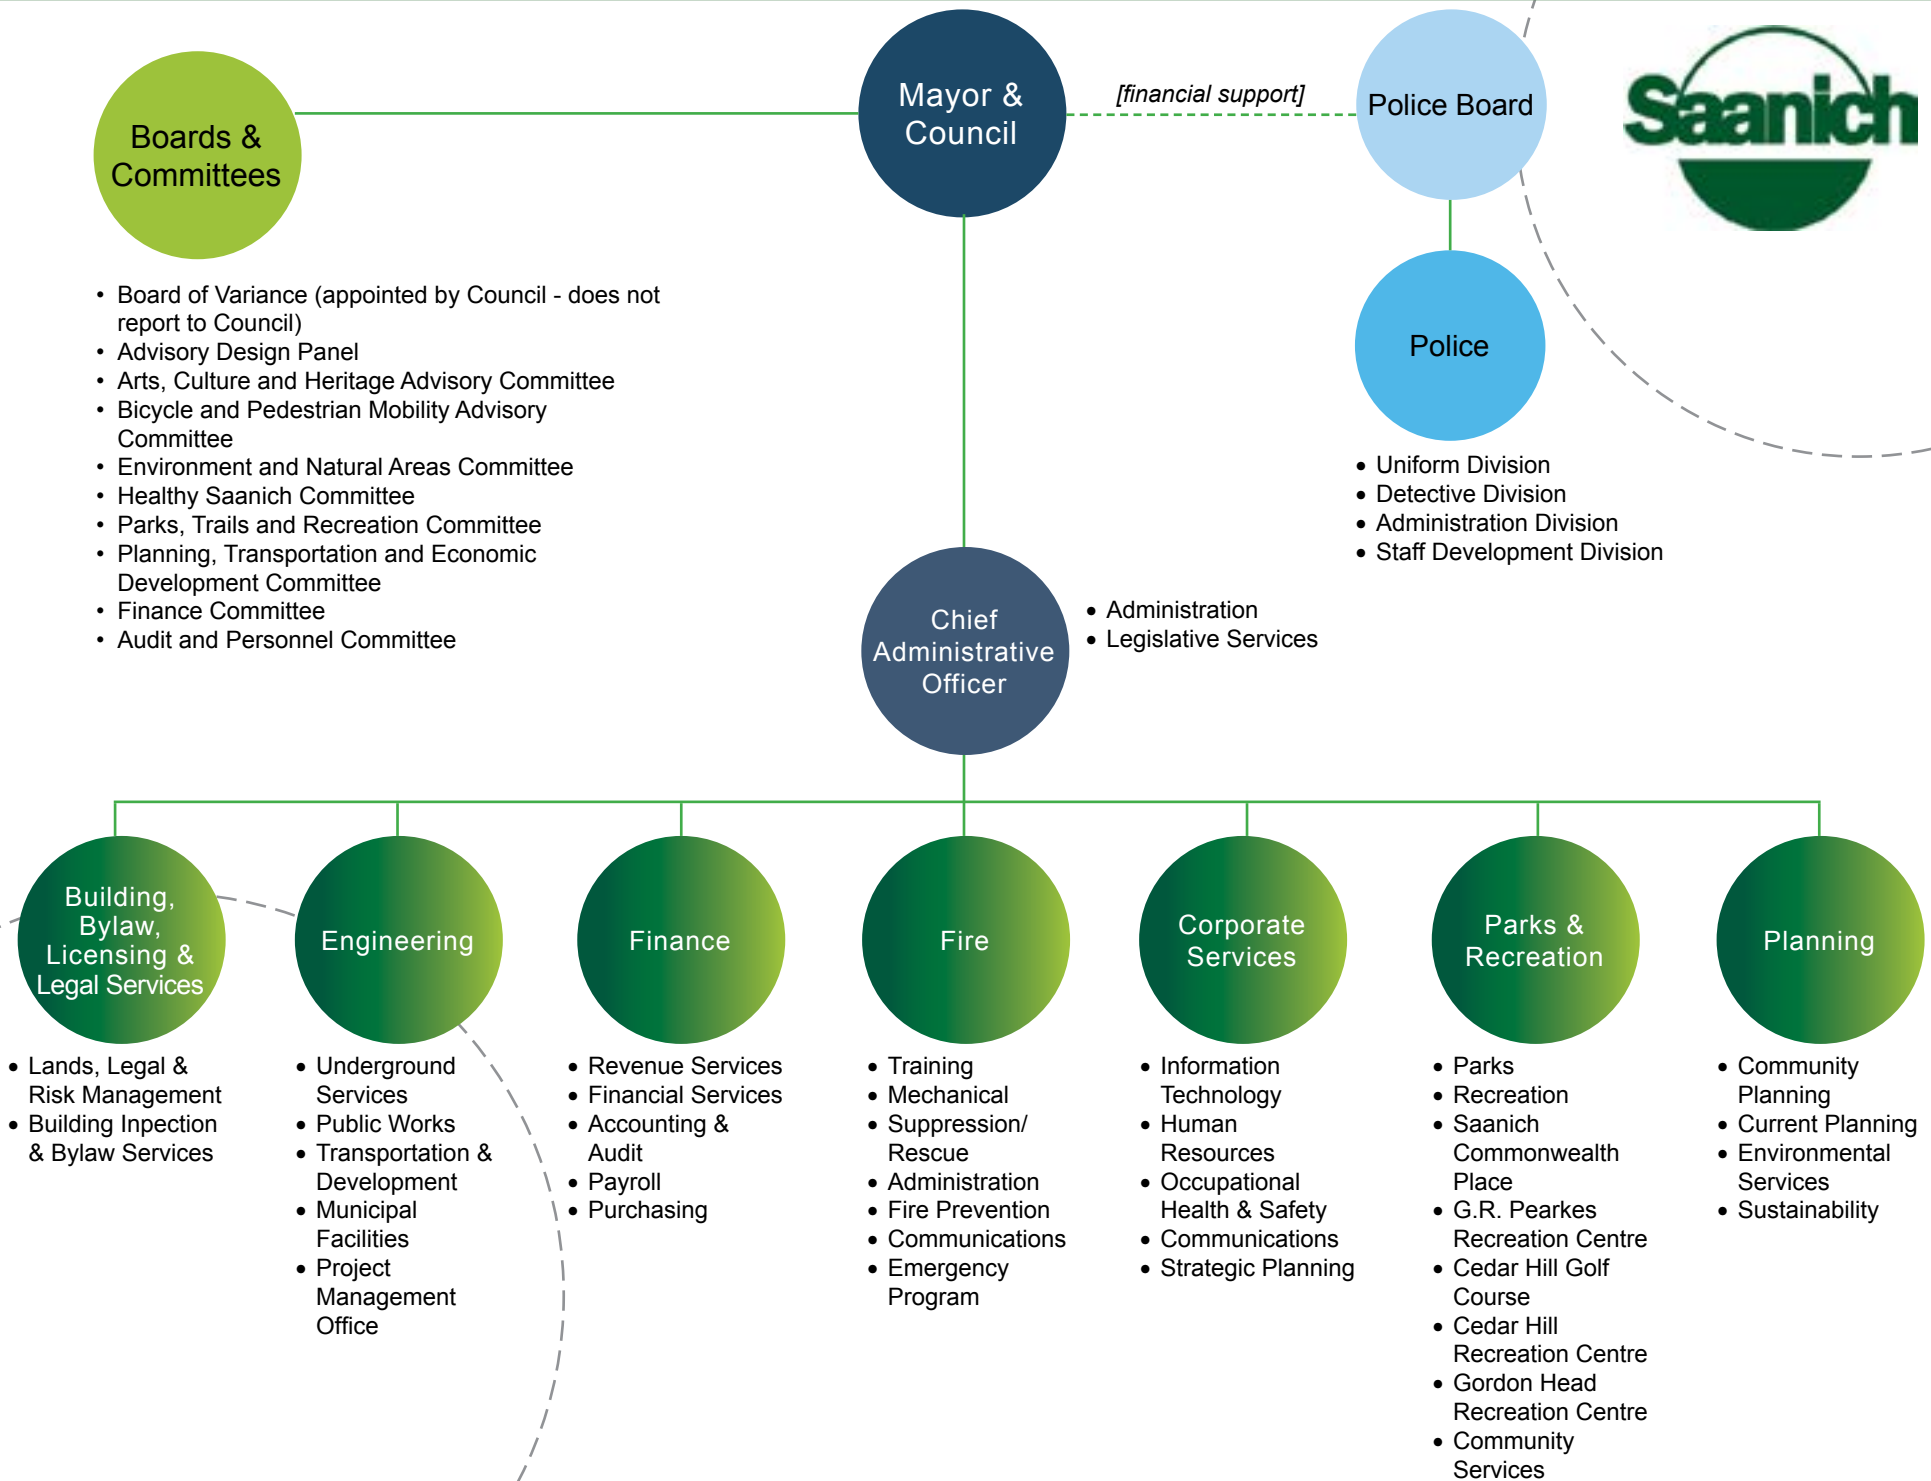 Boards &
Committees
Mayor &
Council
[financial support]
Police Board
Saanich
• Board of Variance (appointed by Council - does not
report to Council)
• Advisory Design Panel
• Arts, Culture and Heritage Advisory Committee
• Bicycle and Pedestrian Mobility Advisory
Committee
• Environment and Natural Areas Committee
• Healthy Saanich Committee
• Parks, Trails and Recreation Committee
• Planning, Transportation and Economic
Development Committee
• Finance Committee
• Audit and Personnel Committee
Police
• Uniform Division
• Detective Division
• Administration Division
• Staff Development Division
Chief
Administrative
Officer
• Administration
• Legislative Services
Building,
Bylaw,
Licensing &
Legal Services
• Lands, Legal &
Risk Management
• Building Inpection
& Bylaw Services
Engineering
• Underground
Services
• Public Works
• Transportation &
Development
• Municipal
Facilities
• Project
Management
Office
Finance
• Revenue Services
• Financial Services
• Accounting &
Audit
• Payroll
• Purchasing
Fire
• Training
• Mechanical
• Suppression/
Rescue
• Administration
• Fire Prevention
• Communications
• Emergency
Program
Corporate
Services
• Information
Technology
• Human
Resources
• Occupational
Health & Safety
• Communications
• Strategic Planning
Parks &
Recreation
• Parks
• Recreation
• Saanich
Commonwealth
Place
• G.R. Pearkes
Recreation Centre
• Cedar Hill Golf
Course
• Cedar Hill
Recreation Centre
• Gordon Head
Recreation Centre
• Community
Services
Planning
• Community
Planning
• Current Planning
• Environmental
Services
• Sustainability